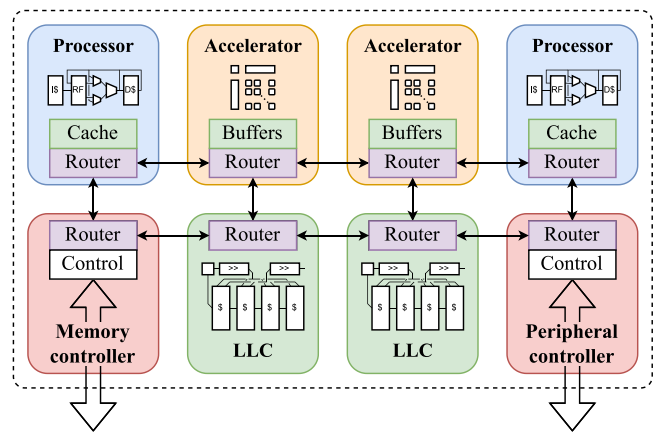 Processor
Accelerator
Accelerator
Processor
I$ RF D$
I$ RF D$
Cache
Buffers
Buffers
Cache
Router
Router
Router
Router
Router
Router
Router
Router
Control
Control
>> >>
>> >>
$ $ $ $
$ $ $ $
Memory
controller
LLC
LLC
Peripheral
controller